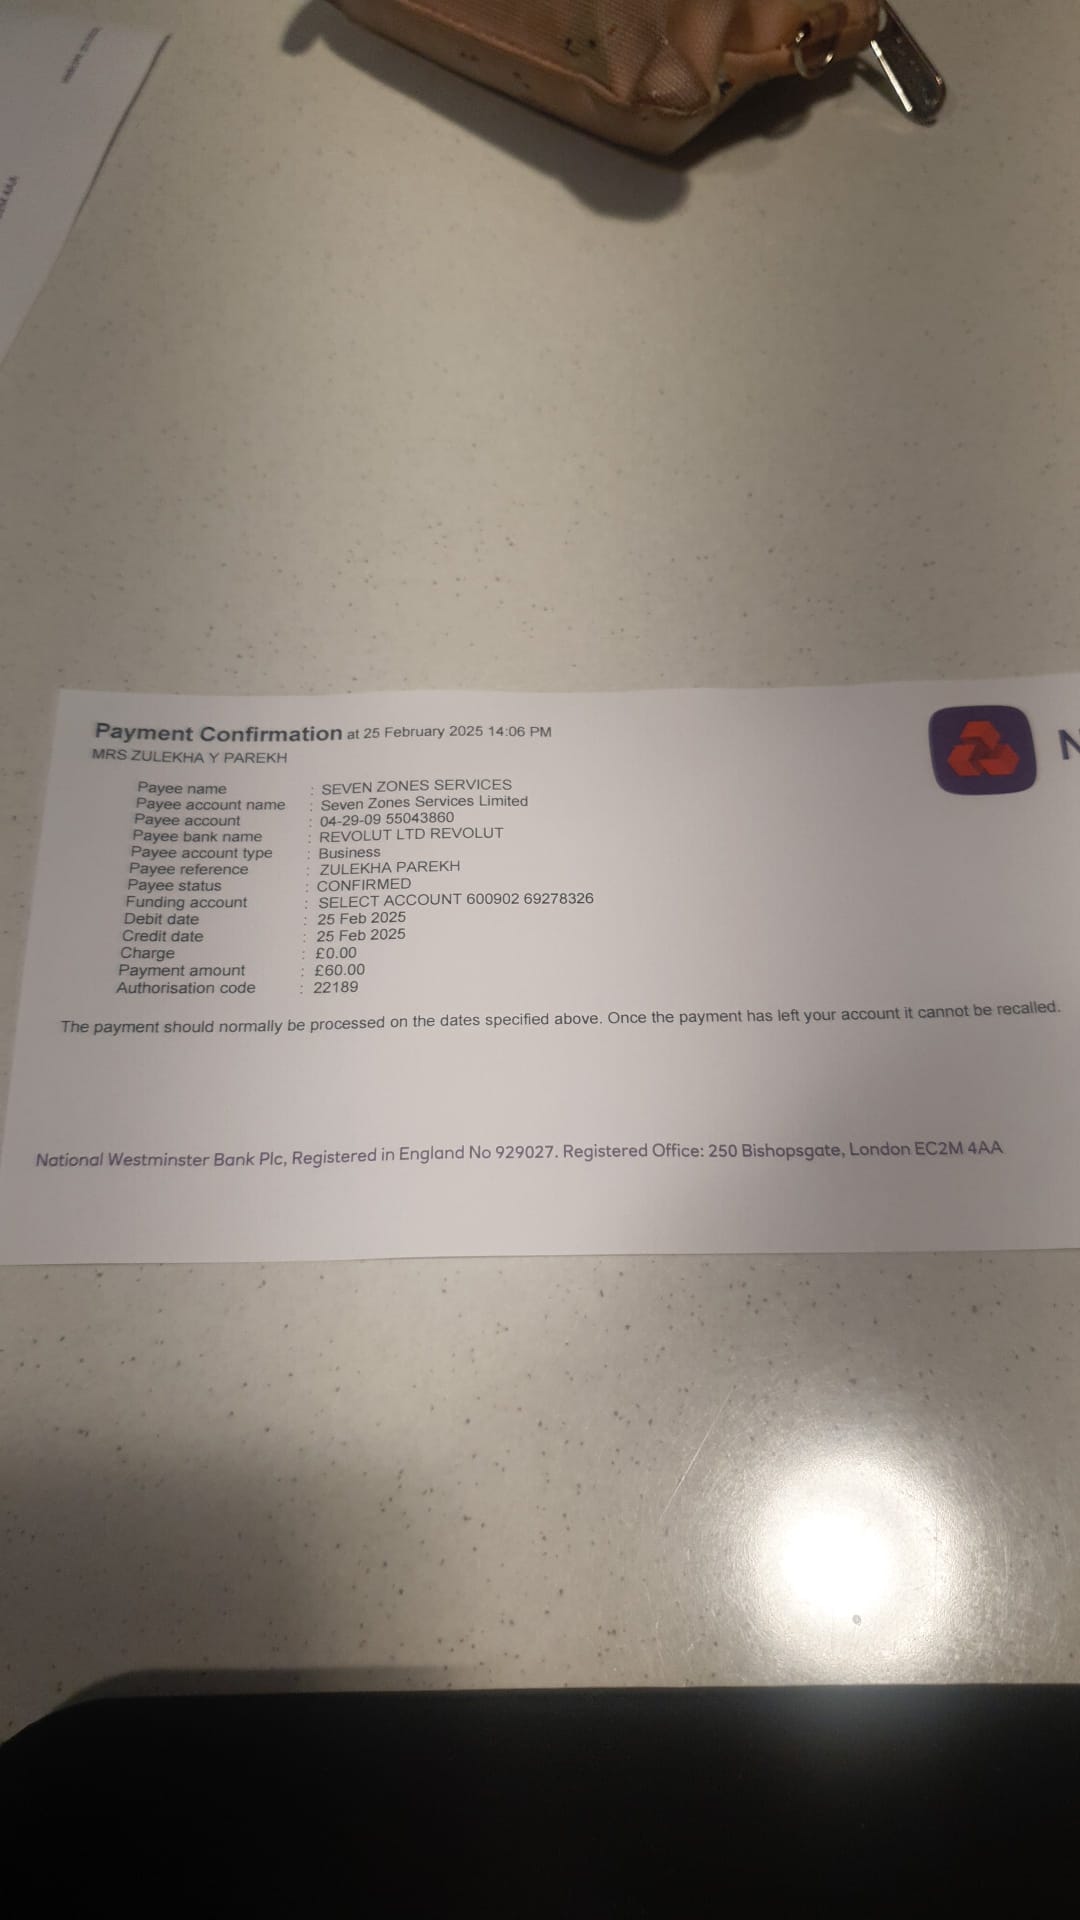 Payment Confirmation at 25 February 2025 14:06 PM
MRS ZULEKHA Y PAREKH
Payee name : SEVEN ZONES SERVICES
Payee account name : Seven Zones Services Limited
Payee account : 04-29-09 55043860
Payee bank name : REVOLUT LTD REVOLUT
Payee account type : Business
Payee reference : ZULEKHA PAREKH
Payee status : CONFIRMED
Funding account : SELECT ACCOUNT 600902 69278326
Debit date : 25 Feb 2025
Credit date : 25 Feb 2025
Charge : £0.00
Payment amount : £60.00
Authorisation code : 22189
The payment should normally be processed on the dates specified above. Once the payment has left your account it cannot be recalled.
National Westminster Bank Plc, Registered in England No 929027. Registered Office: 250 Bishopsgate, London EC2M 4AA
N
4AA